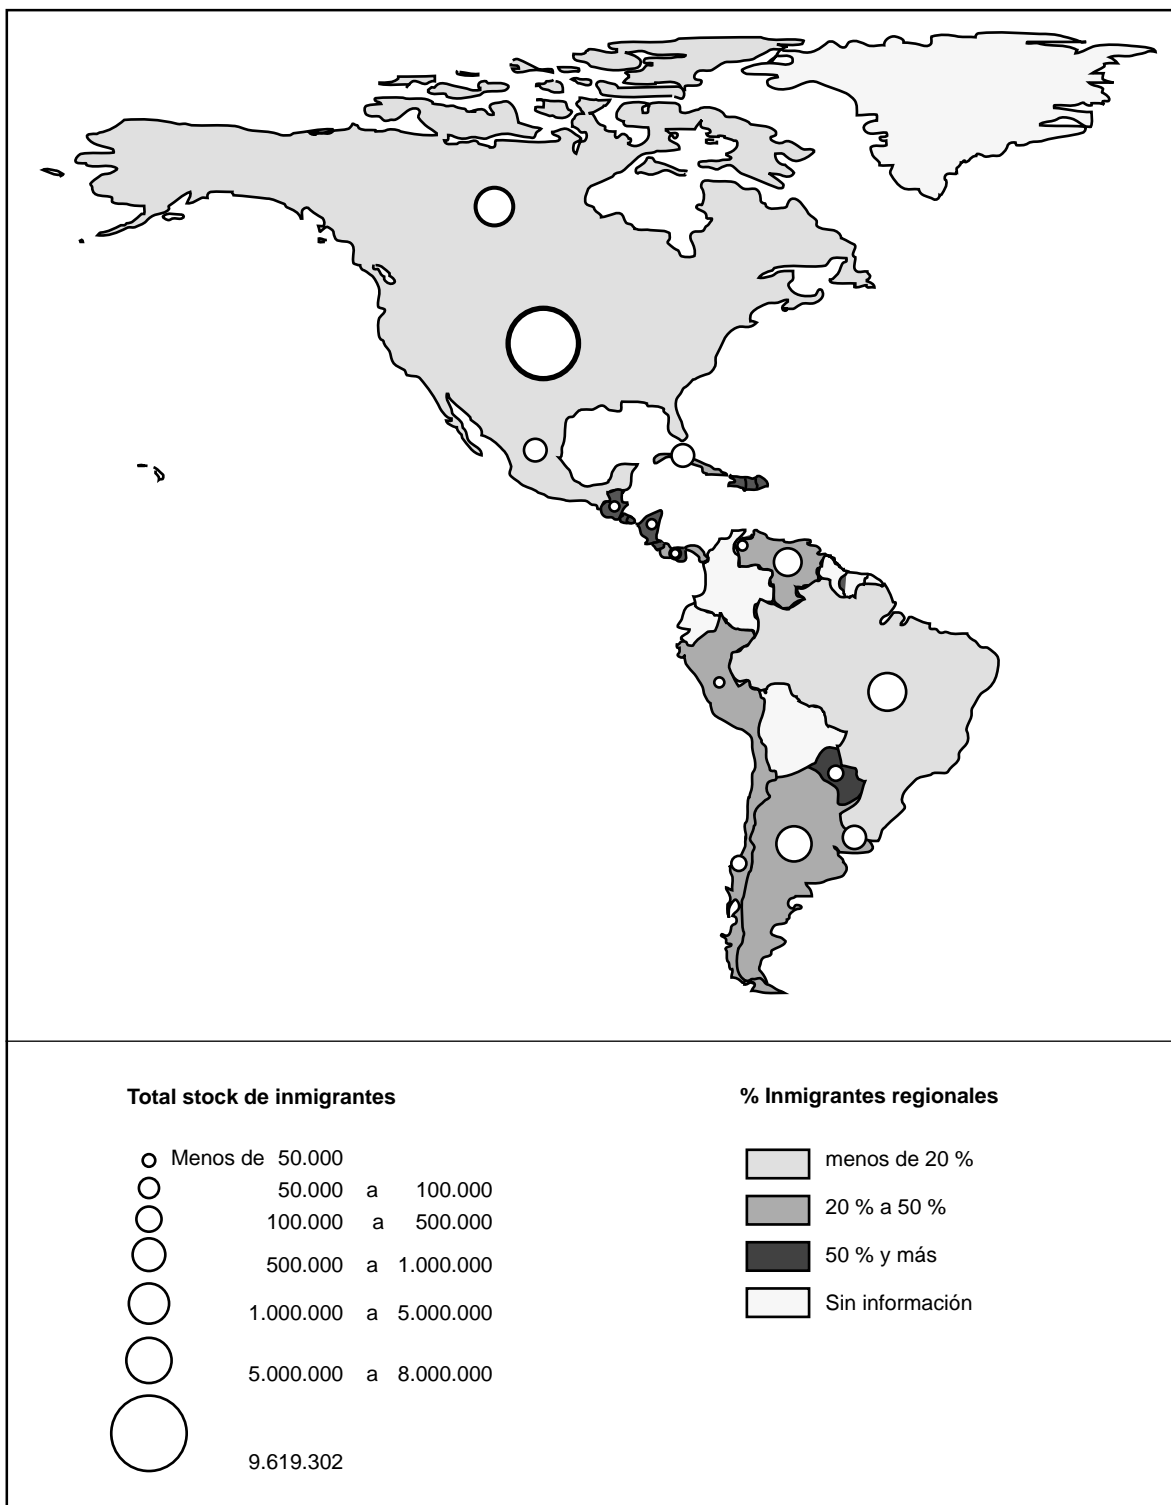 Total stock de inmigrantes
Menos de 50.000
50.000 a 100.000
100.000 a 500.000
500.000 a 1.000.000
1.000.000 a 5.000.000
5.000.000 a 8.000.000
9.619.302
% Inmigrantes regionales
menos de 20 %
20 % a 50 %
50 % y más
Sin información